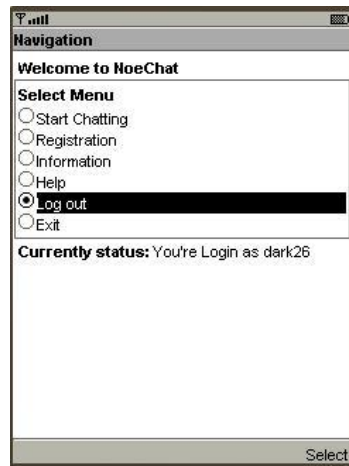 Navigation
Welcome to NoeChat
Select Menu
Start Chatting
Registration
Information
Help
Log out
Exit
Currently status: You're Login as dark26
Select